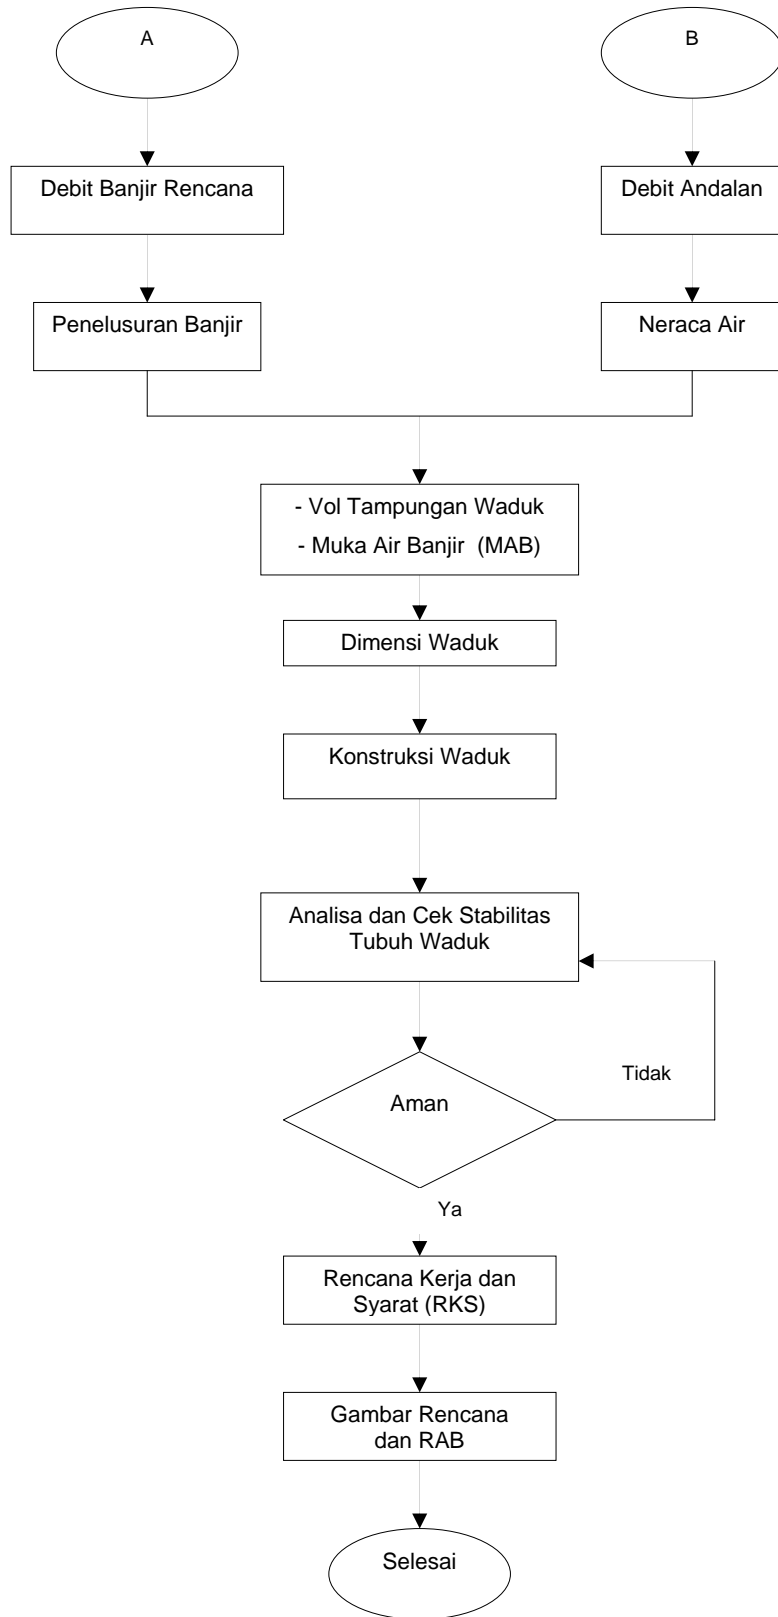 A
B
Debit Banjir Rencana
Debit Andalan
Penelusuran Banjir
Neraca Air
- Vol Tampungan Waduk
- Muka Air Banjir (MAB)
Dimensi Waduk
Konstruksi Waduk
Analisa dan Cek Stabilitas
Tubuh Waduk
Tidak
Aman
Ya
Rencana Kerja dan
Syarat (RKS)
Gambar Rencana
dan RAB
Selesai